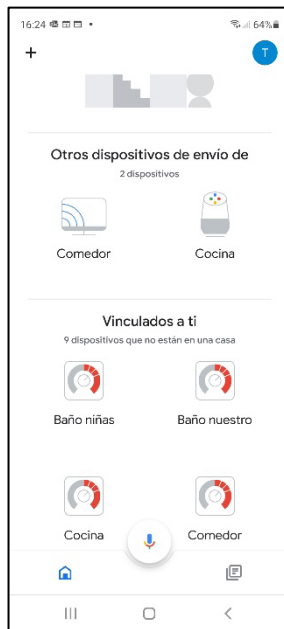 16:24
64%
+
T
Otros dispositivos de envío de
2 dispositivos
Comedor
Cocina
Vinculados a ti
9 dispositivos que no están en una casa
Baño niñas
Baño nuestro
Cocina
Comedor